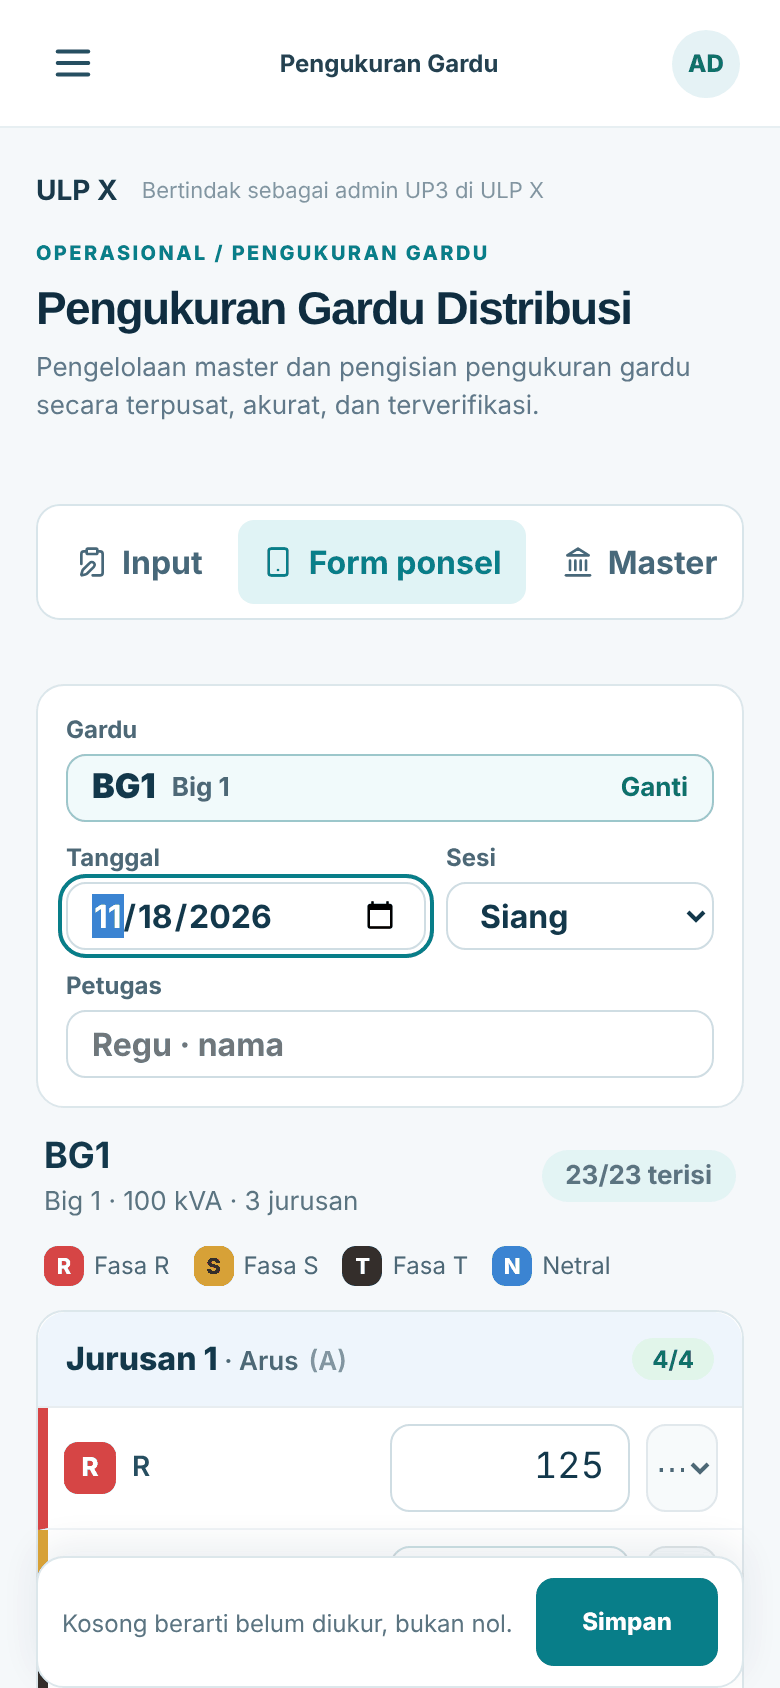 Pengukuran Gardu
AD
ULP X Bertindak sebagai admin UP3 di ULP X
OPERASIONAL / PENGUKURAN GARDU
Pengukuran Gardu Distribusi
Pengelolaan master dan pengisian pengukuran gardu
secara terpusat, akurat, dan terverifikasi.
Input Form ponsel Master
Gardu
BG1 Big 1 Ganti
Tanggal Sesi
11/18/2026 Siang
Petugas
Regu · nama
BG1
Big 1 · 100 kVA · 3 jurusan
23/23 terisi
R Fasa R S Fasa S T Fasa T N Netral
Jurusan 1 · Arus (A) 4/4
R R 125 ...
Kosong berarti belum diukur, bukan nol. Simpan